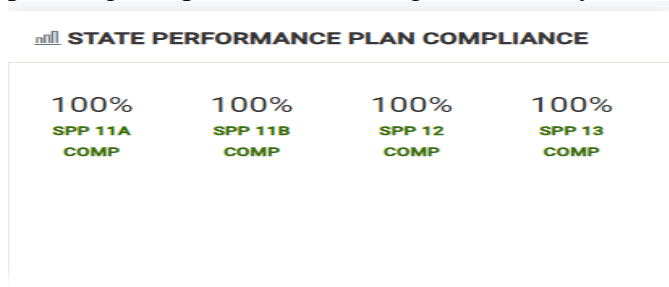 STATE PERFORMANCE PLAN COMPLIANCE
100% 100% 100% 100%
SPP 11A SPP 11B SPP 12 SPP 13
COMP COMP COMP COMP